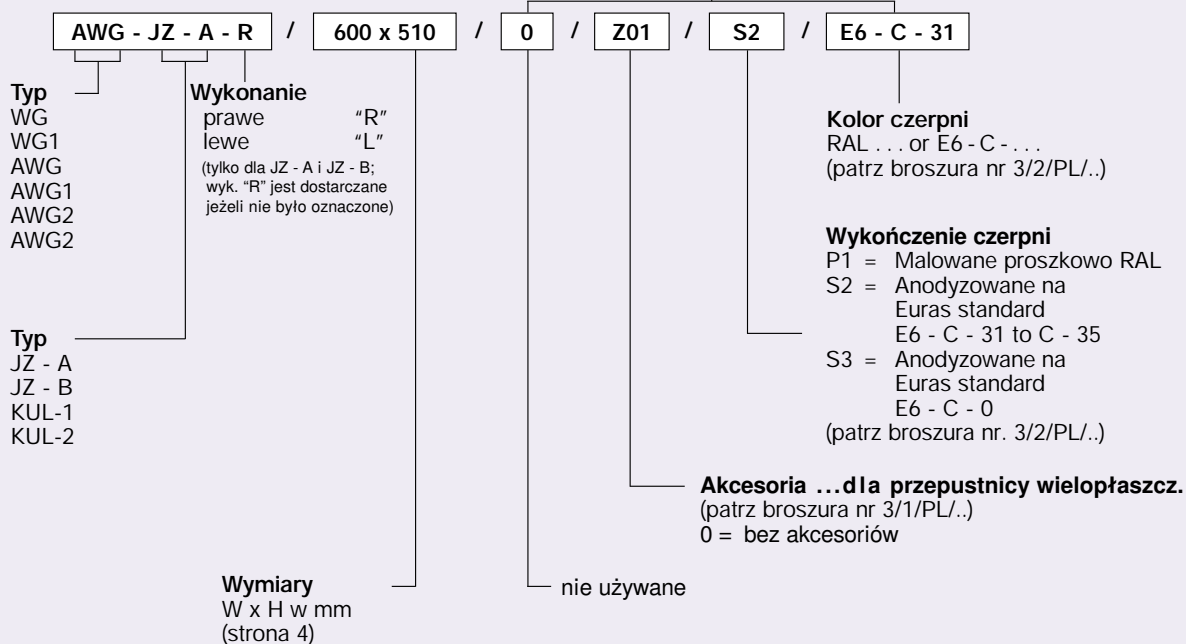 AWG - JZ - A - R / 600 x 510 / 0 / Z01 / S2 / E6 - C - 31
Typ
WG
WG1
AWG
AWG1
AWG2
AWG2
Wykonanie
prawe "R"
lewe "L"
(tylko dla JZ - A i JZ - B;
wyk. "R" jest dostarczane
jeżeli nie było oznaczone)
Typ
JZ - A
JZ - B
KUL-1
KUL-2
Kolor czerpni
RAL . . . or E6 - C - . . .
(patrz broszura nr 3/2/PL/..)
Wykończenie czerpni
P1 = Malowane proszkowo RAL
S2 = Anodyzowane na
Euras standard
E6 - C - 31 to C - 35
S3 = Anodyzowane na
Euras standard
E6 - C - 0
(patrz broszura nr. 3/2/PL/..)
Akcesoria ...dla przepustnicy wielopłaszcz.
(patrz broszura nr 3/1/PL/..)
0 = bez akcesoriów
Wymiary
W x H w mm
(strona 4)
nie używane